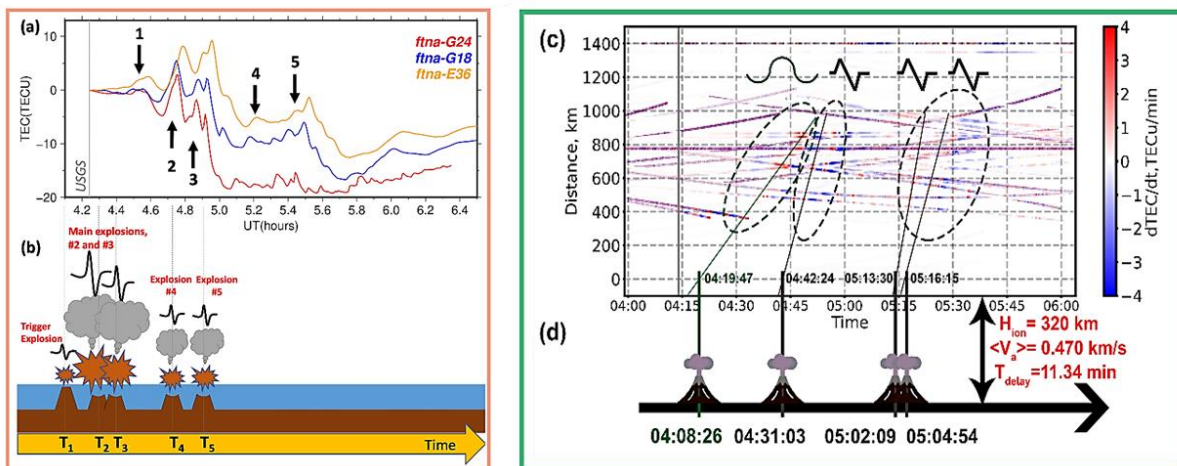 (a)
TEC(TECU)
10
0
−10
−20
USGS
1
2
3
4
5
ftna-G24
ftna-G18
ftna-E36
4.2 4.4 4.6 4.8 5.0 5.2 5.4 5.6 5.8 6.0 6.2 6.4
UT(hours)
(b)
Main explosions,
#2 and #3
Trigger
Explosion
Explosion
#4
Explosion
#5
T1 T2 T3 T4 T5 Time
(c)
Distance, km
1400
1200
1000
800
600
400
200
0
04:19:47 04:42:24 05:13:30 05:16:15
04:00 04:15 04:30 04:45 05:00 05:15 05:30 05:45 06:00
Time
4
3
2
1
0
−1
−2
−3
−4
dTEC/dt, TECu/min
(d)
Hion = 320 km
<Va>= 0.470 km/s
Tdelay =11.34 min
04:08:26 04:31:03 05:02:09 05:04:54